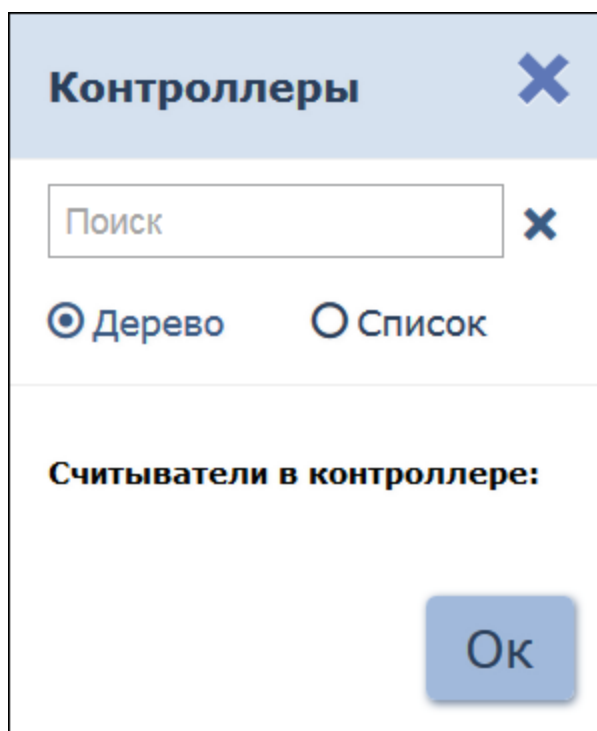 Контроллеры
Поиск
Дерево Список
Считыватели в контроллере:
Ок